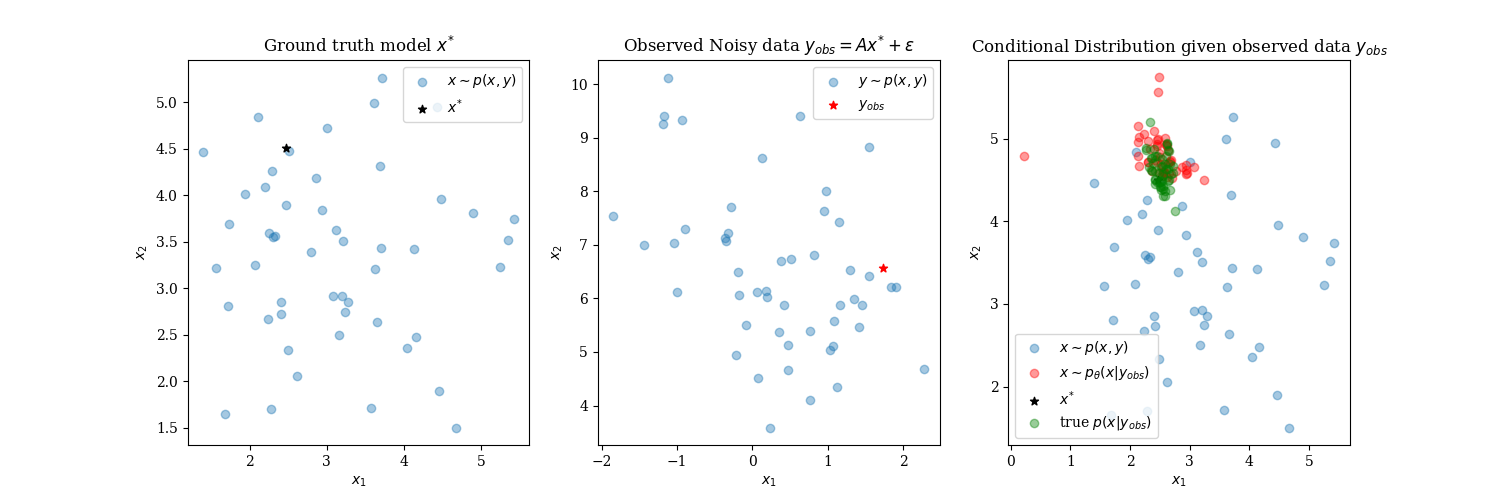 Ground truth model x*
x ~ p(x, y)
x*
5.0
4.5
4.0
3.5
3.0
2.5
2.0
1.5
x₂
2 3 4 5
x₁
Observed Noisy data y_obs = Ax* + ε
y ~ p(x, y)
y_obs
10
9
8
7
6
5
4
x₂
−2 −1 0 1 2
x₁
Conditional Distribution given observed data y_obs
5
4
3
2
x₂
x ~ p(x, y)
x ~ p_θ(x|y_obs)
x*
true p(x|y_obs)
0 1 2 3 4 5
x₁